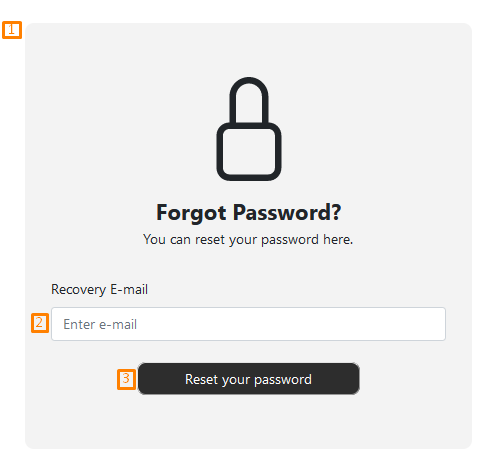 1
Forgot Password?
You can reset your password here.
Recovery E-mail
2
Enter e-mail
3
Reset your password